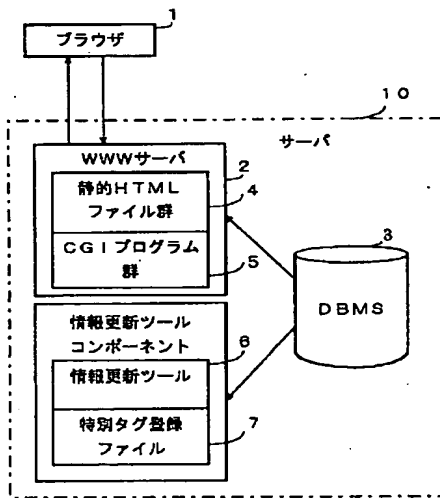 1
ブラウザ
10
サーバ
WWWサーバ
2
静的HTML
ファイル群
4
CGIプログラム
群
5
3
DBMS
情報更新ツール
コンポーネント
6
情報更新ツール
特別タグ登録
ファイル
7